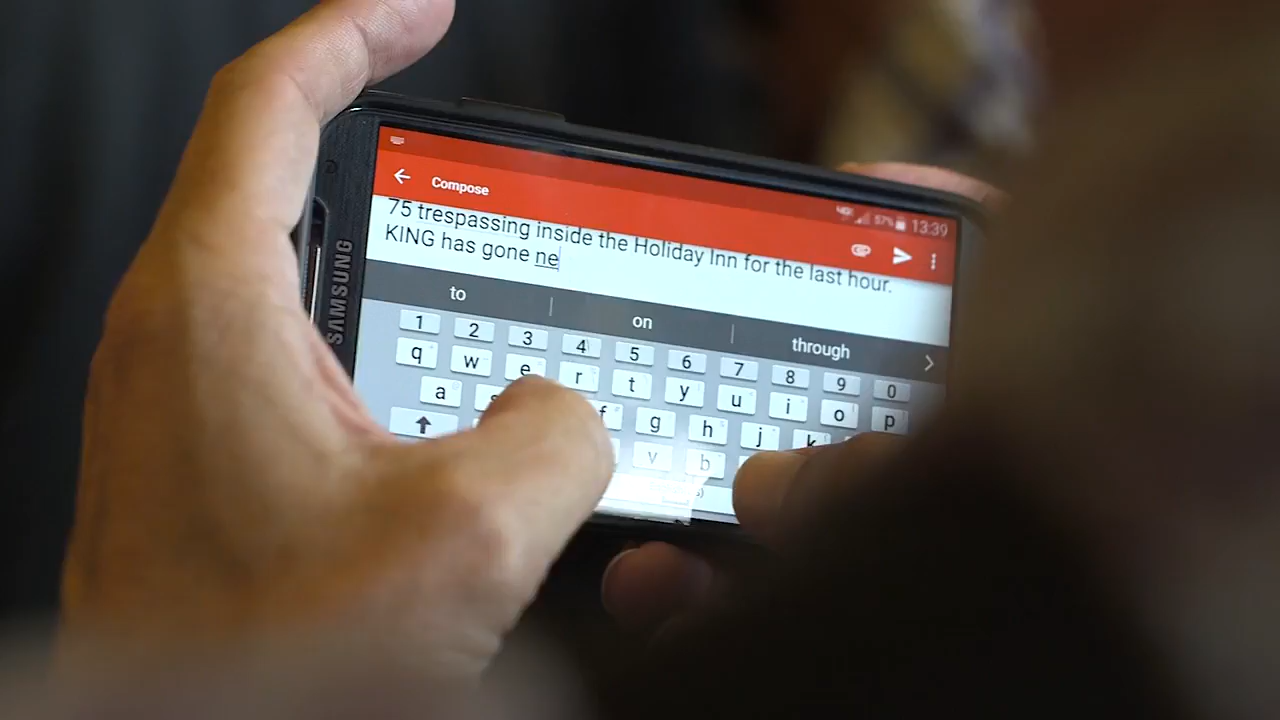 57% 13:39
Compose
75 trespassing inside the Holiday Inn for the last hour.
KING has gone ne
to on through
1 2 3 4 5 6 7 8 9 0
q w e r t y u i o p
a s f g h j k
v b
SAMSUNG